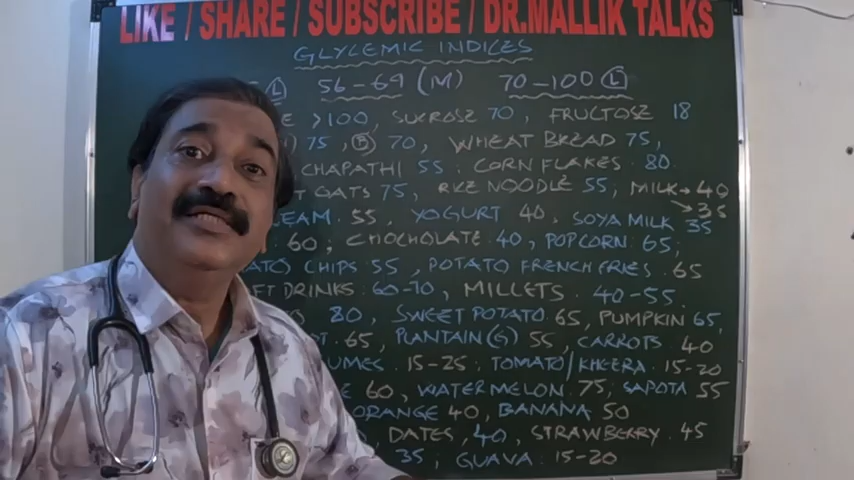 LIKE / SHARE / SUBSCRIBE / DR.MALLIK TALKS
GLYCEMIC INDICES
(L) 56-69 (M) 70-100 (L)
>100, SUCROSE 70, FRUCTOSE 18
75, (B) 70, WHEAT BREAD 75,
CHAPATHI 55, CORN FLAKES 80
OATS 75, RICE NOODLE 55, MILK → 40
→ 35
55, YOGURT 40, SOYA MILK 35
60, CHOCHOLATE 40, POPCORN 65,
CHIPS 55, POTATO FRENCH FRIES 65
DRINKS 60-70, MILLETS 40-55
80, SWEET POTATO 65, PUMPKIN 65,
65, PLANTAIN (G) 55, CARROTS 40
15-25, TOMATO/KHEERA 15-20
60, WATERMELON 75, SAPOTA 55
ORANGE 40, BANANA 50
DATES, 40, STRAWBERRY 45
35, GUAVA 15-20